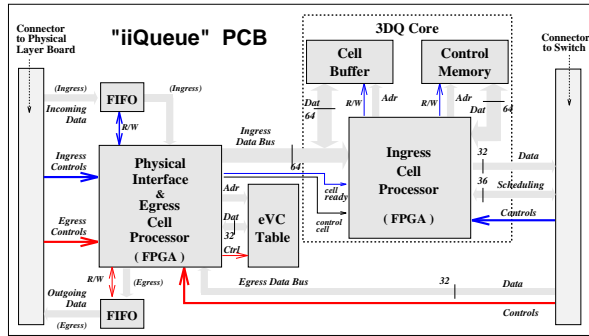 Connector
to Physical
Layer Board
"iiQueue" PCB
3DQ Core
Connector
to Switch
Cell
Buffer
Control
Memory
(Ingress)
(Ingress)
FIFO
Incoming
Data
R/W
Dat
64
R/W
Adr
R/W
Adr
Dat
64
Ingress
Data Bus
64
Ingress
Controls
Physical
Interface
&
Egress
Cell
Processor
( FPGA )
Ingress
Cell
Processor
( FPGA )
32
Data
36
Scheduling
Controls
cell
ready
control
cell
Adr
Dat
32
Ctrl
eVC
Table
Egress
Controls
R/W
(Egress)
Egress Data Bus
32
Data
Controls
Outgoing
Data
(Egress)
FIFO